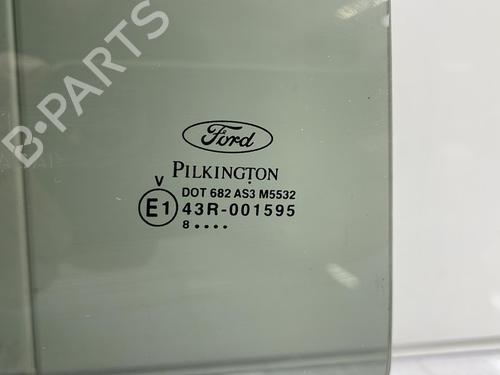 B-PARTS
Ford
PILKINGTON
V
DOT 682 AS3 M5532
E1 43R-001595
8 ••••